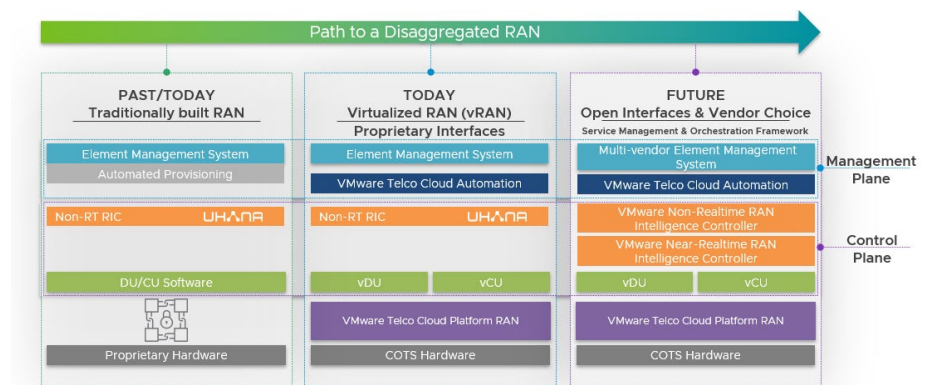 Path to a Disaggregated RAN
PAST/TODAY
Traditionally built RAN
Element Management System
Automated Provisioning
Non-RT RIC
UHANA
DU/CU Software
Proprietary Hardware
TODAY
Virtualized RAN (vRAN)
Proprietary Interfaces
Element Management System
VMware Telco Cloud Automation
Non-RT RIC
UHANA
vDU
vCU
VMware Telco Cloud Platform RAN
COTS Hardware
FUTURE
Open Interfaces & Vendor Choice
Service Management & Orchestration Framework
Multi-vendor Element Management
System
VMware Telco Cloud Automation
VMware Non-Realtime RAN
Intelligence Controller
VMware Near-Realtime RAN
Intelligence Controller
vDU
vCU
VMware Telco Cloud Platform RAN
COTS Hardware
Management
Plane
Control
Plane